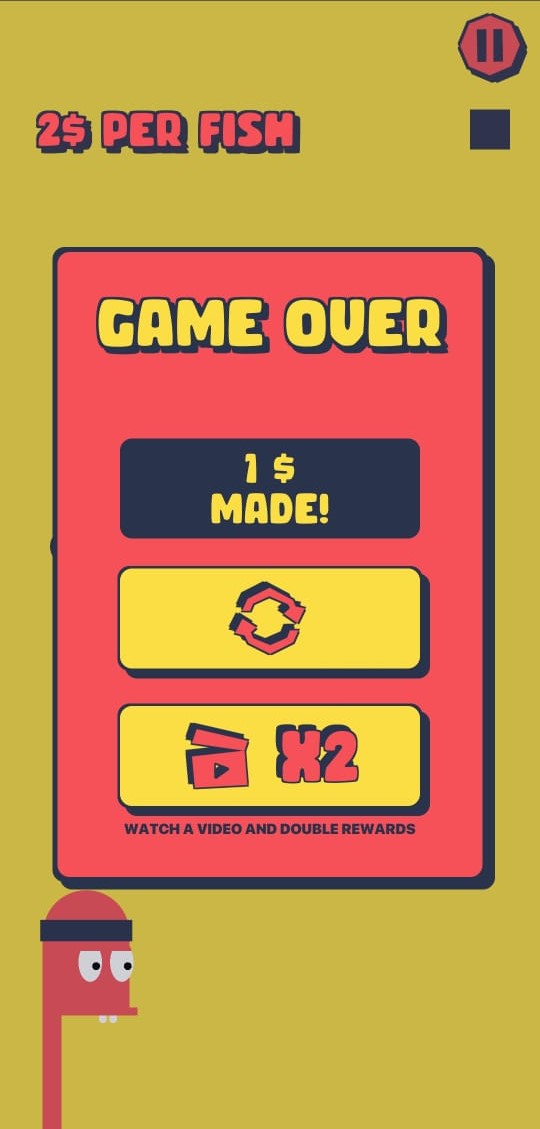 2$ PER FISH
GAME OVER
1 $
MADE!
X2
WATCH A VIDEO AND DOUBLE REWARDS